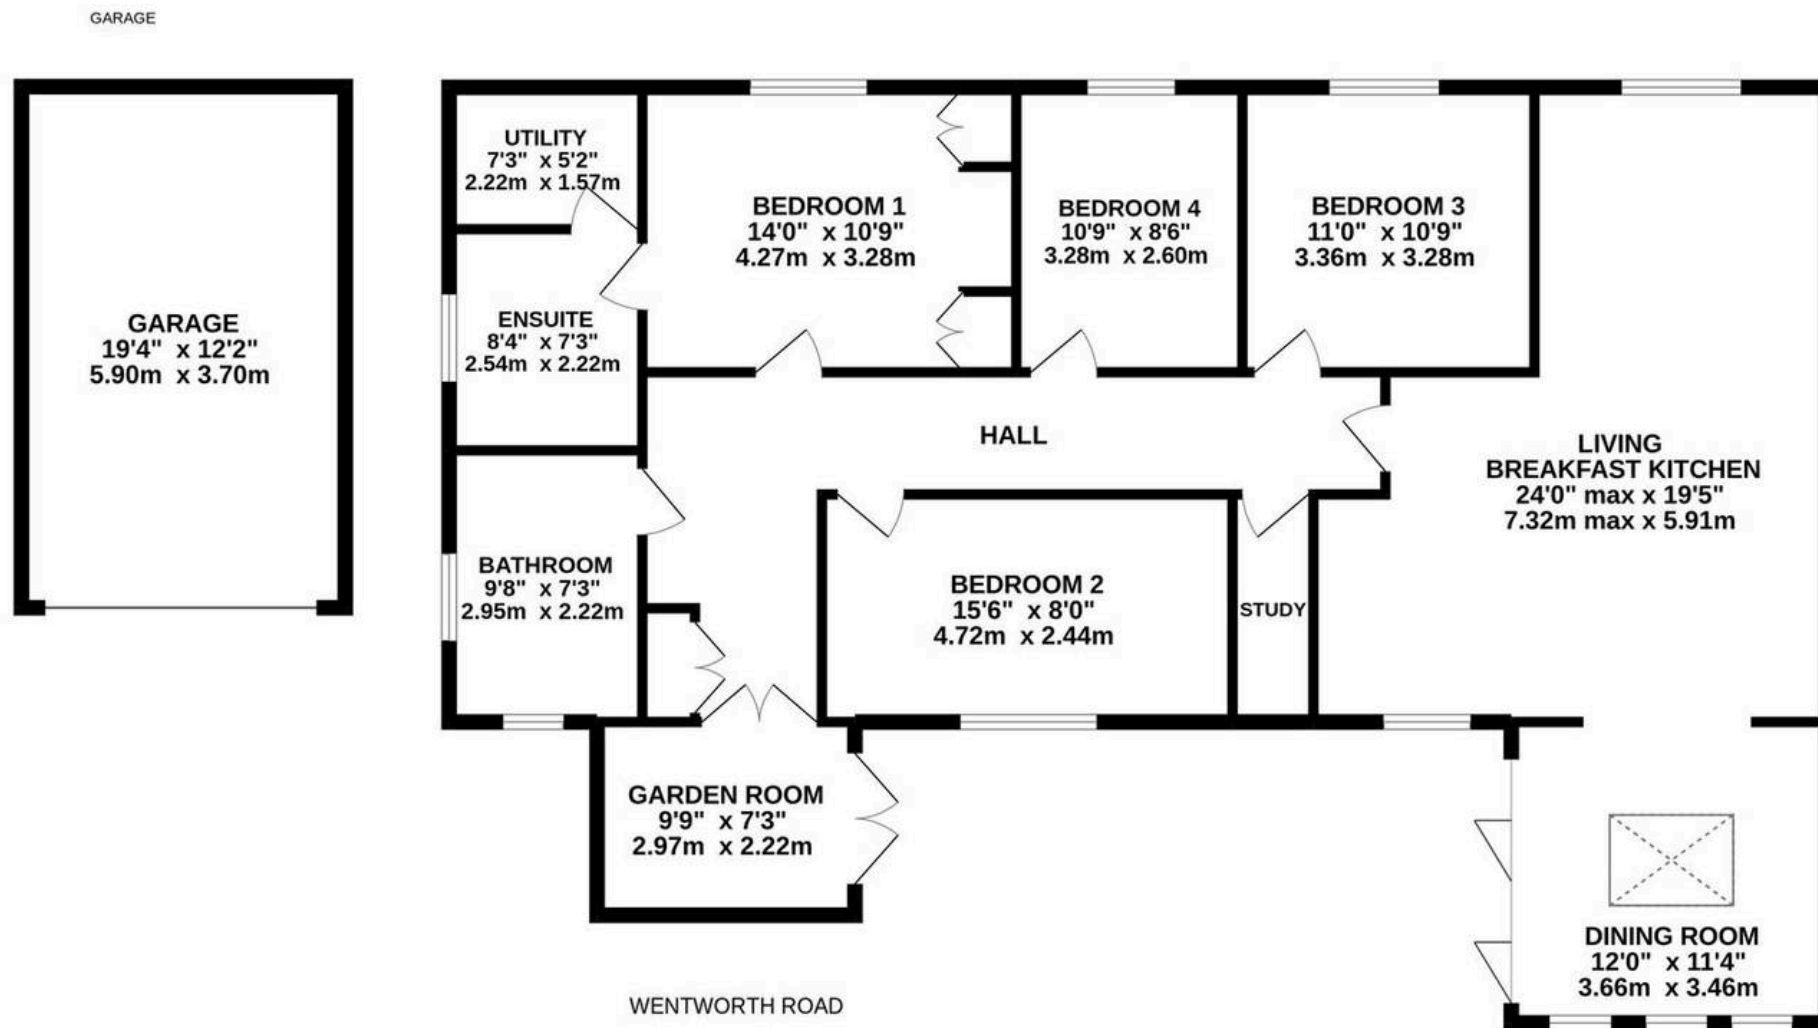 GARAGE
GARAGE
19'4" x 12'2"
5.90m x 3.70m
UTILITY
7'3" x 5'2"
2.22m x 1.57m
ENSUITE
8'4" x 7'3"
2.54m x 2.22m
BATHROOM
9'8" x 7'3"
2.95m x 2.22m
BEDROOM 1
14'0" x 10'9"
4.27m x 3.28m
BEDROOM 4
10'9" x 8'6"
3.28m x 2.60m
BEDROOM 3
11'0" x 10'9"
3.36m x 3.28m
HALL
LIVING
BREAKFAST KITCHEN
24'0" max x 19'5"
7.32m max x 5.91m
BEDROOM 2
15'6" x 8'0"
4.72m x 2.44m
STUDY
GARDEN ROOM
9'9" x 7'3"
2.97m x 2.22m
DINING ROOM
12'0" x 11'4"
3.66m x 3.46m
WENTWORTH ROAD